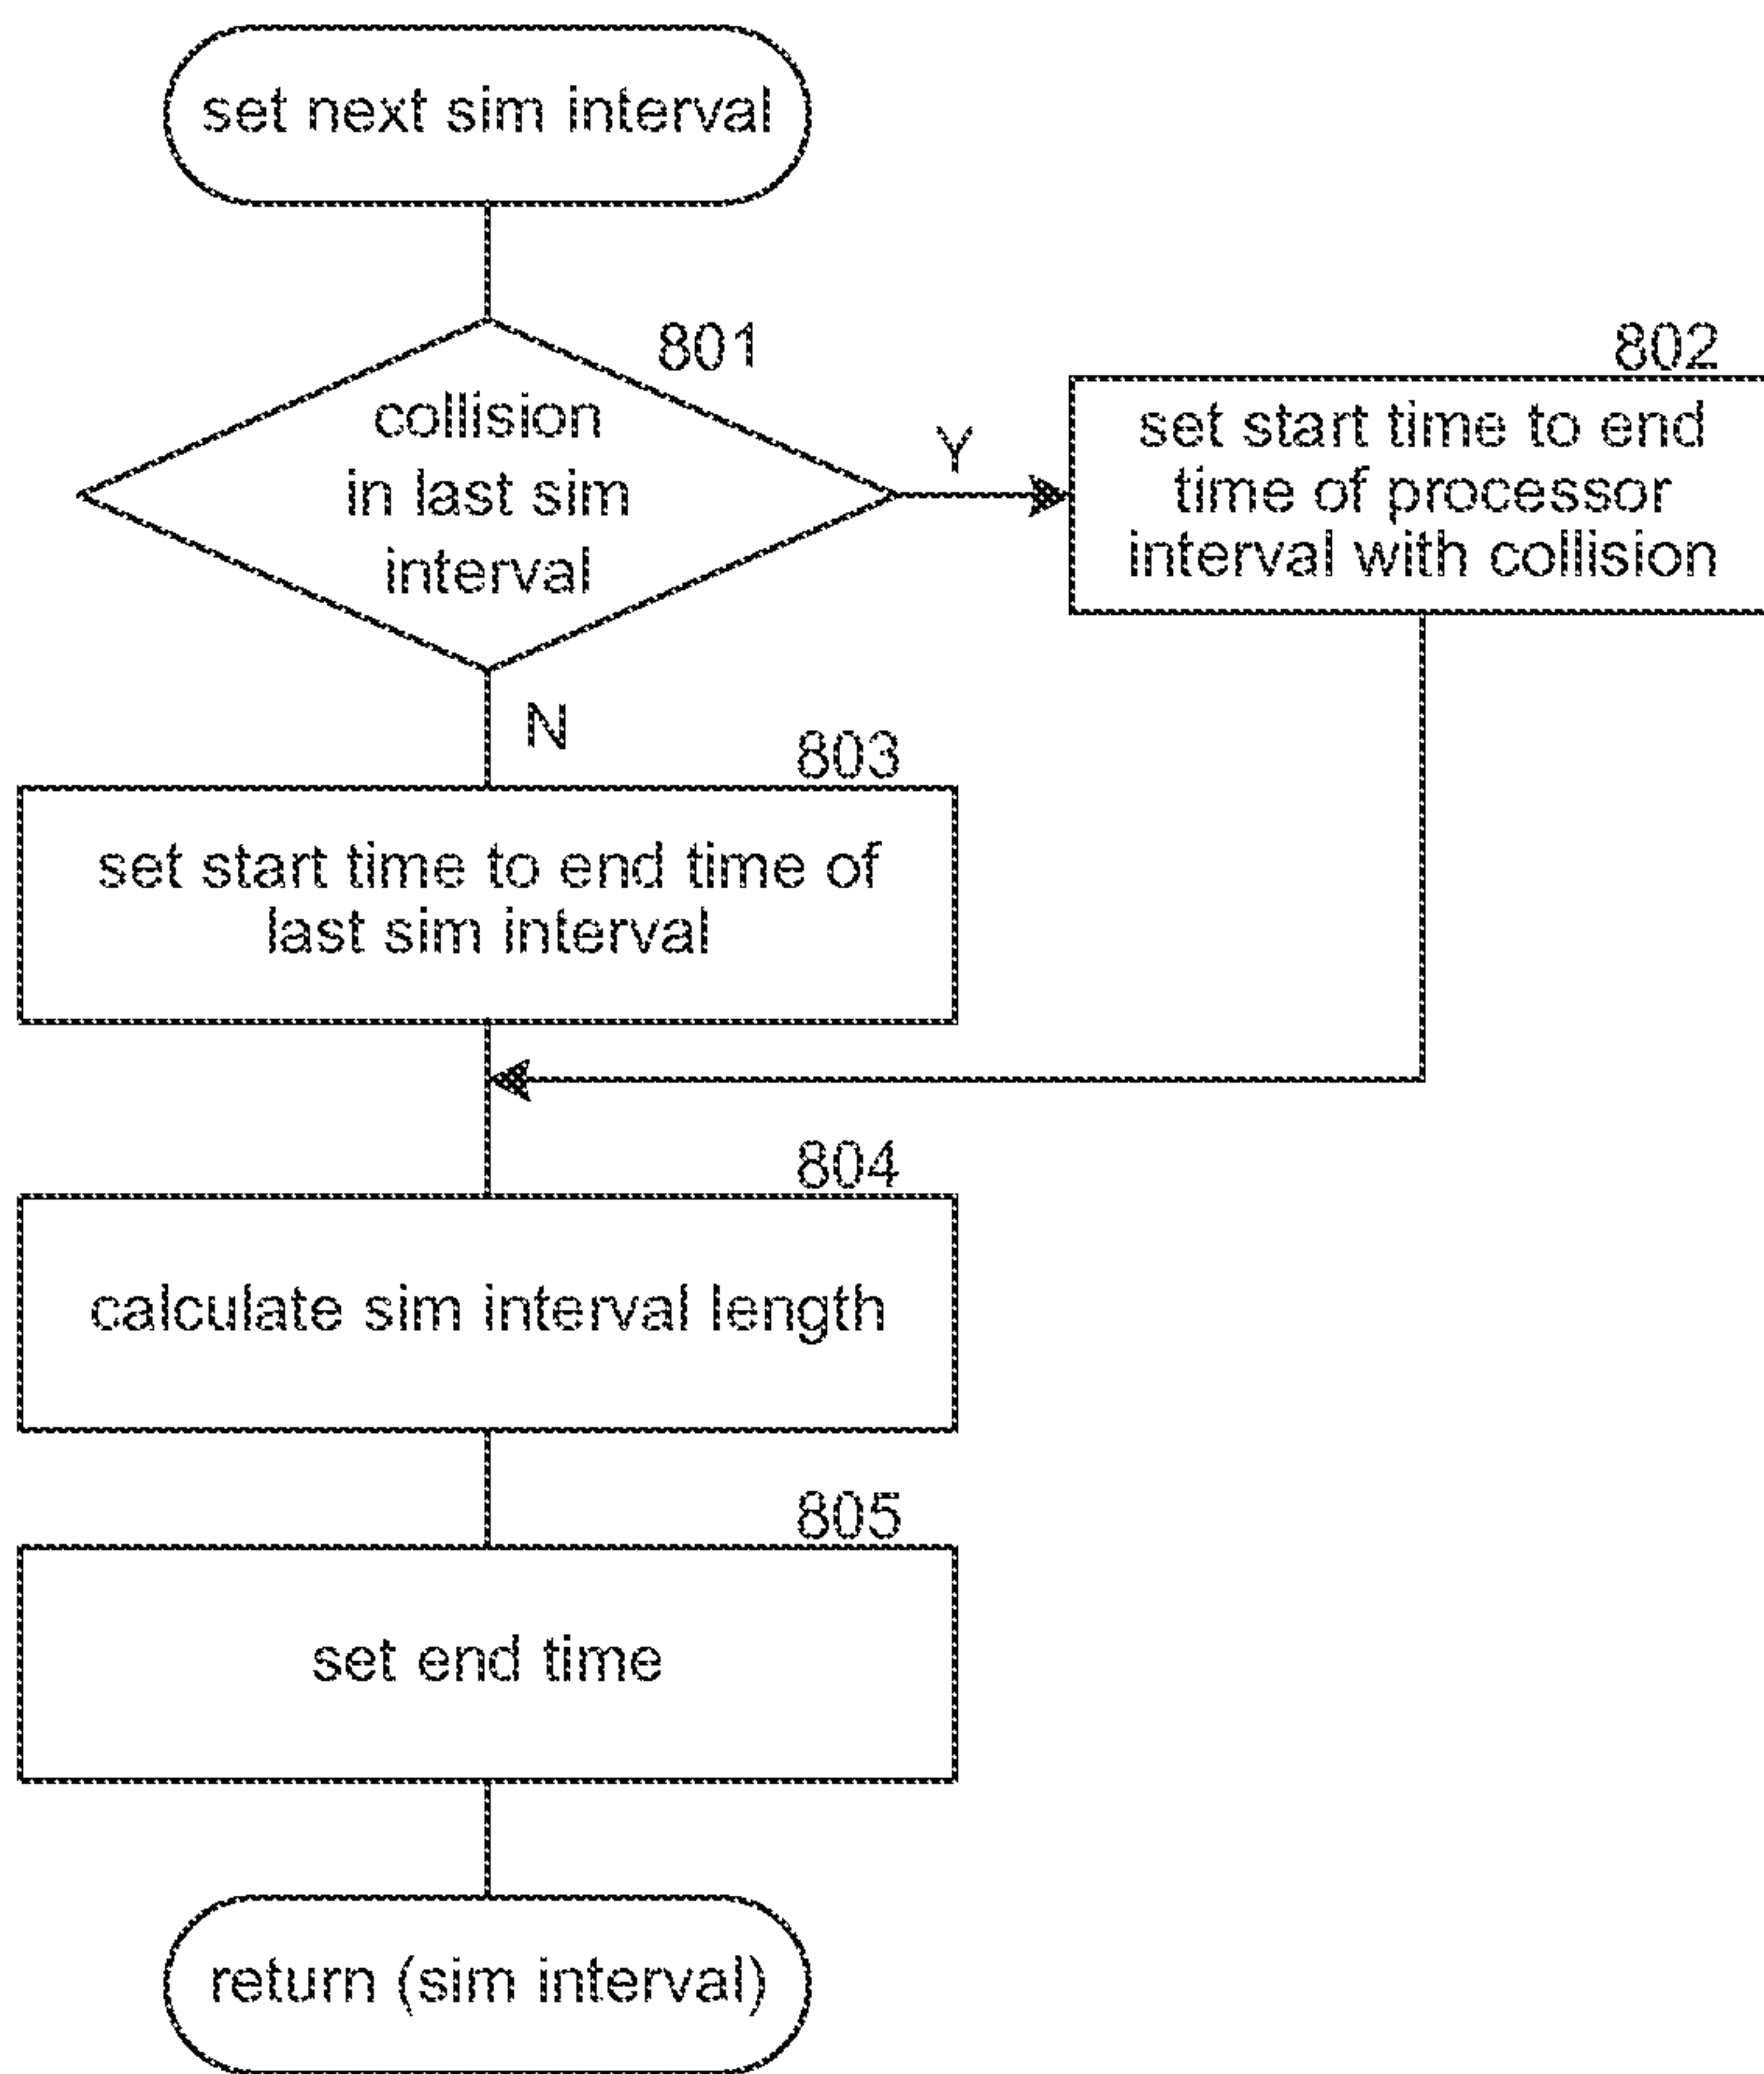 set next sim interval
801
collision
in last sim
interval
Y
802
set start time to end
time of processor
interval with collision
N
803
set start time to end time of
last sim interval
804
calculate sim interval length
805
set end time
return (sim interval)